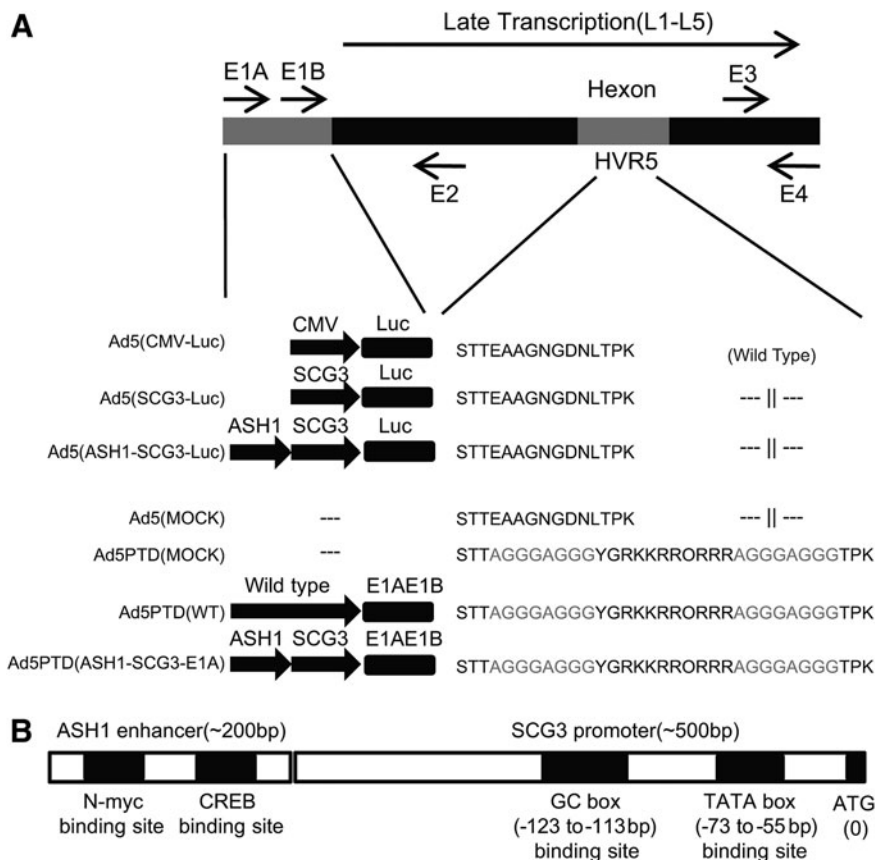 A
Late Transcription(L1-L5)
E1A E1B
Hexon
E3
HVR5
E2
E4
CMV Luc
Ad5(CMV-Luc)
STTEAAGNGDNLTPK
(Wild Type)
SCG3 Luc
Ad5(SCG3-Luc)
STTEAAGNGDNLTPK
--- || ---
ASH1 SCG3 Luc
Ad5(ASH1-SCG3-Luc)
STTEAAGNGDNLTPK
--- || ---
Ad5(MOCK)
---
STTEAAGNGDNLTPK
--- || ---
Ad5PTD(MOCK)
---
STTAGGGAGGGYGRKKRRORRRAGGGAGGGTPK
Wild type E1AE1B
Ad5PTD(WT)
STTAGGGAGGGYGRKKRRORRRAGGGAGGGTPK
ASH1 SCG3 E1AE1B
Ad5PTD(ASH1-SCG3-E1A)
STTAGGGAGGGYGRKKRRORRRAGGGAGGGTPK
B
ASH1 enhancer(~200bp)
SCG3 promoter(~500bp)
N-myc
binding site
CREB
binding site
GC box
(-123 to -113bp)
binding site
TATA box
(-73 to -55bp)
binding site
ATG
(0)